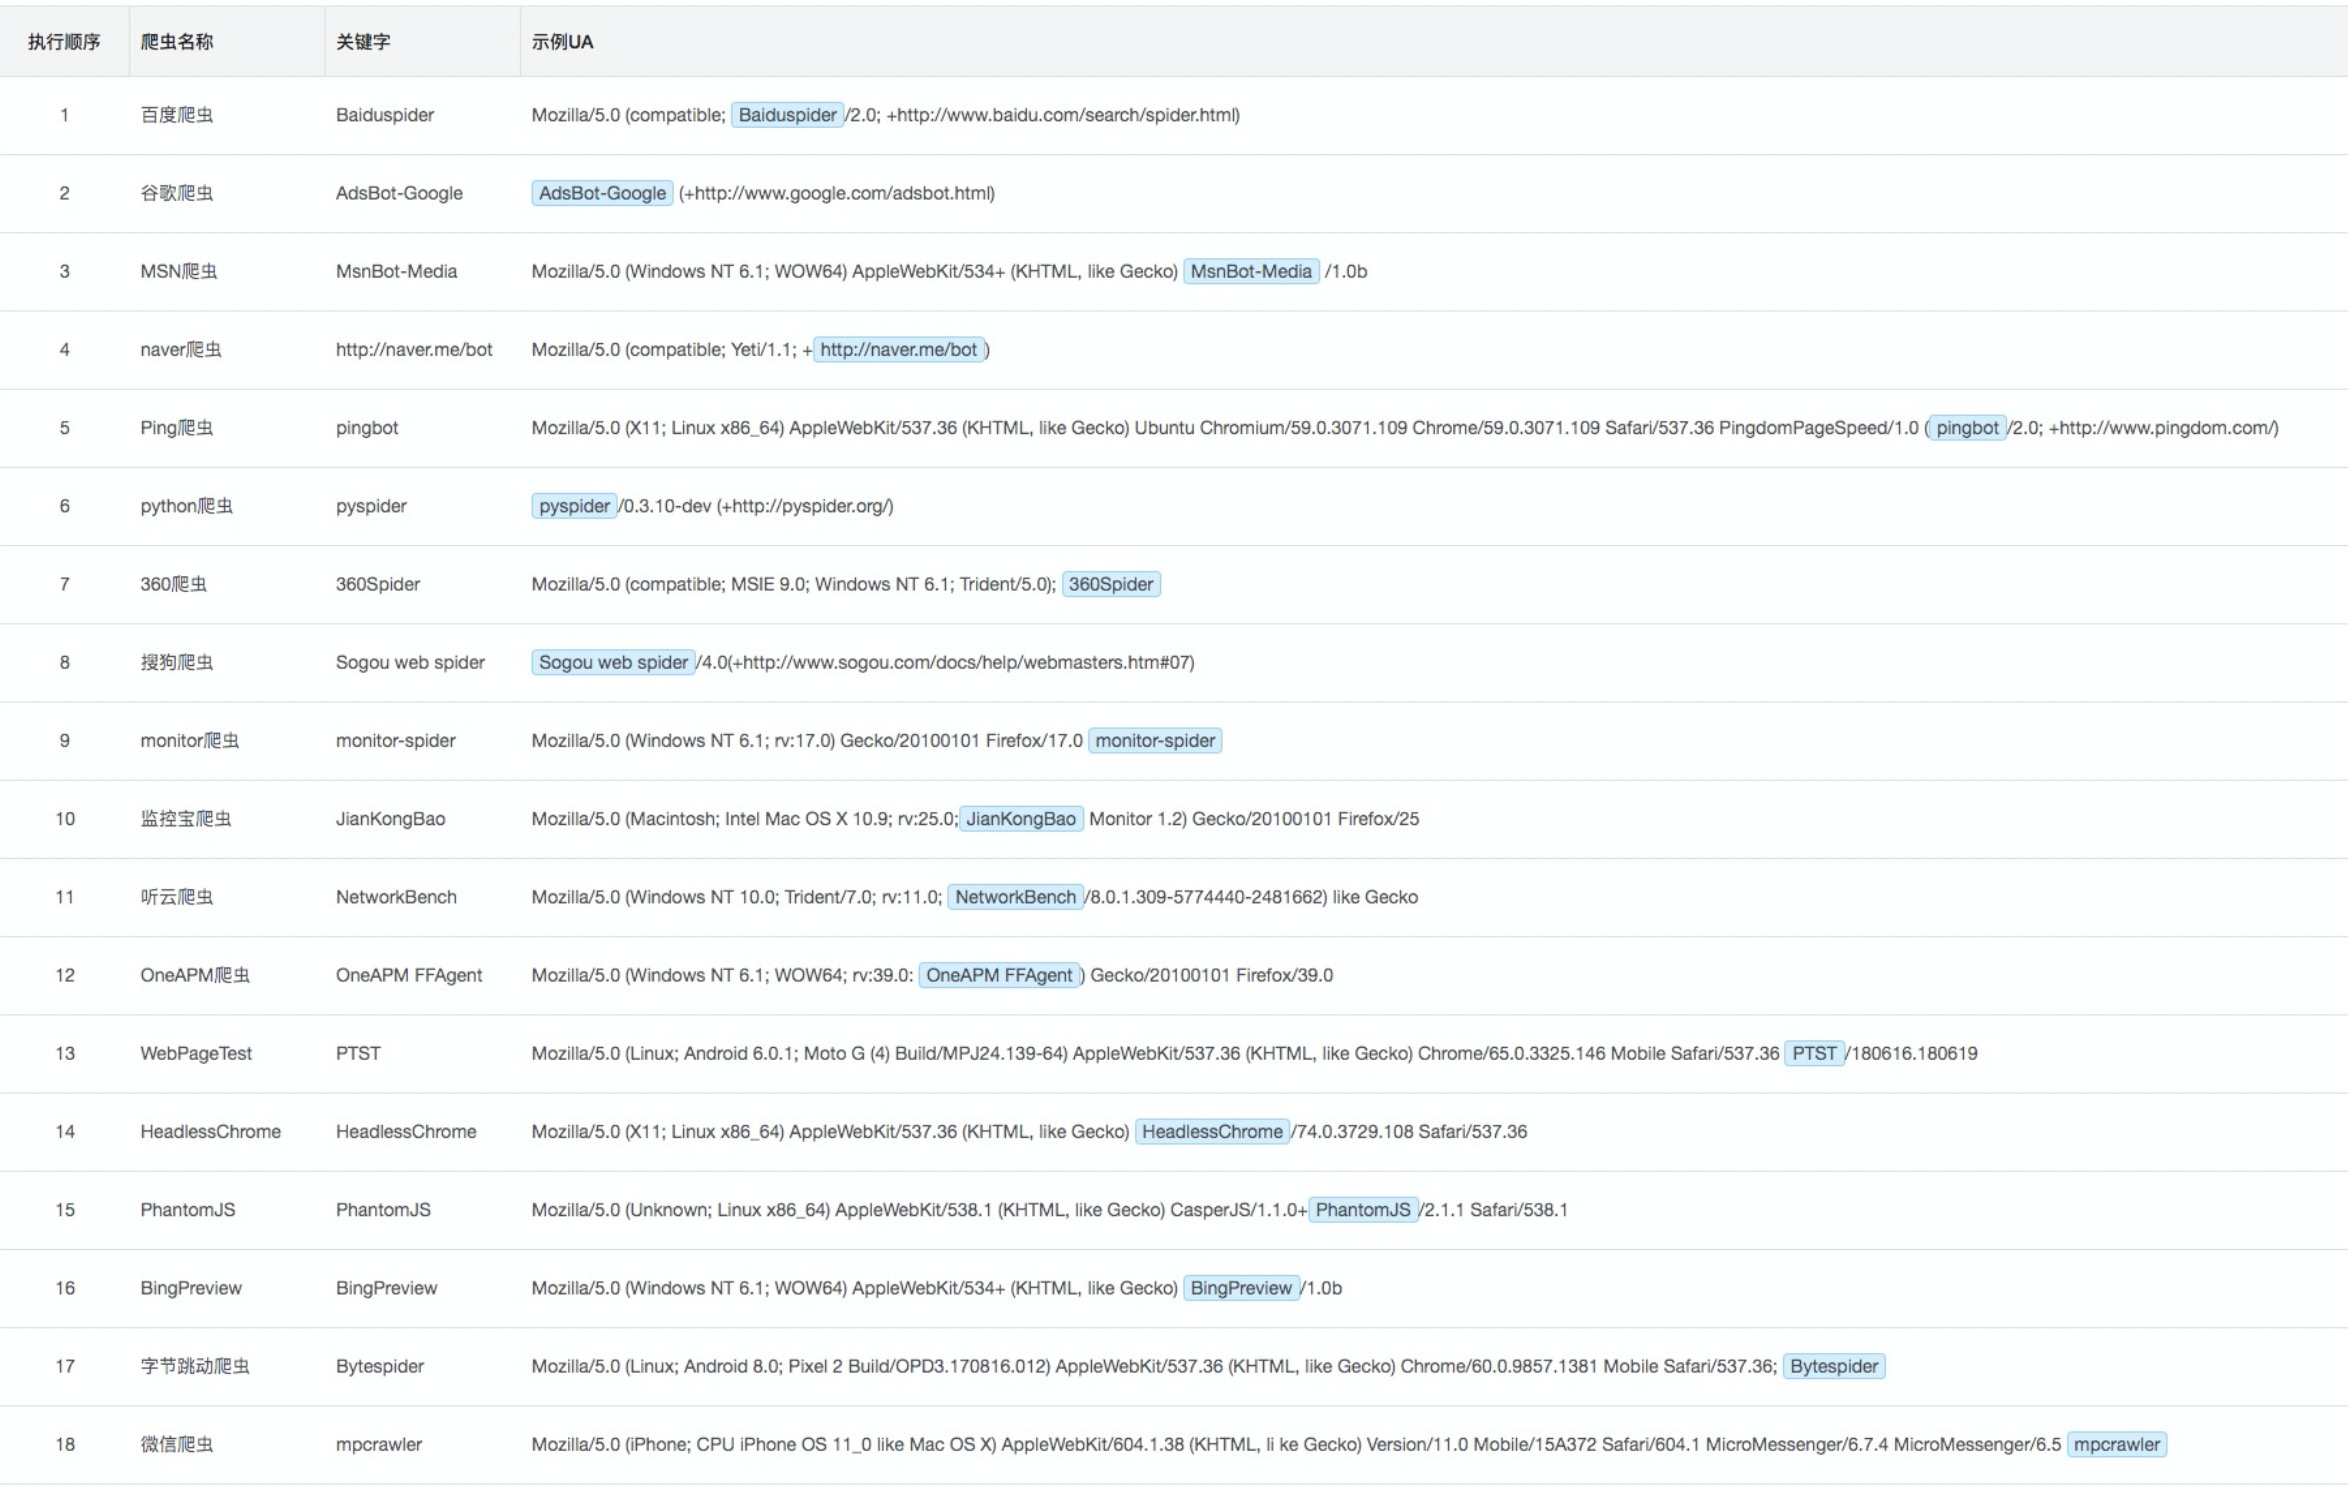 执行顺序 爬虫名称 关键字 示例UA
1 百度爬虫 Baiduspider Mozilla/5.0 (compatible; Baiduspider /2.0; +http://www.baidu.com/search/spider.html)
2 谷歌爬虫 AdsBot-Google AdsBot-Google (+http://www.google.com/adsbot.html)
3 MSN爬虫 MsnBot-Media Mozilla/5.0 (Windows NT 6.1; WOW64) AppleWebKit/534+ (KHTML, like Gecko) MsnBot-Media /1.0b
4 naver爬虫 http://naver.me/bot Mozilla/5.0 (compatible; Yeti/1.1; + http://naver.me/bot )
5 Ping爬虫 pingbot Mozilla/5.0 (X11; Linux x86_64) AppleWebKit/537.36 (KHTML, like Gecko) Ubuntu Chromium/59.0.3071.109 Chrome/59.0.3071.109 Safari/537.36 PingdomPageSpeed/1.0 ( pingbot /2.0; +http://www.pingdom.com/)
6 python爬虫 pyspider pyspider /0.3.10-dev (+http://pyspider.org/)
7 360爬虫 360Spider Mozilla/5.0 (compatible; MSIE 9.0; Windows NT 6.1; Trident/5.0); 360Spider
8 搜狗爬虫 Sogou web spider Sogou web spider /4.0(+http://www.sogou.com/docs/help/webmasters.htm#07)
9 monitor爬虫 monitor-spider Mozilla/5.0 (Windows NT 6.1; rv:17.0) Gecko/20100101 Firefox/17.0 monitor-spider
10 监控宝爬虫 JianKongBao Mozilla/5.0 (Macintosh; Intel Mac OS X 10.9; rv:25.0; JianKongBao Monitor 1.2) Gecko/20100101 Firefox/25
11 听云爬虫 NetworkBench Mozilla/5.0 (Windows NT 10.0; Trident/7.0; rv:11.0; NetworkBench /8.0.1.309-5774440-2481662) like Gecko
12 OneAPM爬虫 OneAPM FFAgent Mozilla/5.0 (Windows NT 6.1; WOW64; rv:39.0: OneAPM FFAgent ) Gecko/20100101 Firefox/39.0
13 WebPageTest PTST Mozilla/5.0 (Linux; Android 6.0.1; Moto G (4) Build/MPJ24.139-64) AppleWebKit/537.36 (KHTML, like Gecko) Chrome/65.0.3325.146 Mobile Safari/537.36 PTST /180616.180619
14 HeadlessChrome HeadlessChrome Mozilla/5.0 (X11; Linux x86_64) AppleWebKit/537.36 (KHTML, like Gecko) HeadlessChrome /74.0.3729.108 Safari/537.36
15 PhantomJS PhantomJS Mozilla/5.0 (Unknown; Linux x86_64) AppleWebKit/538.1 (KHTML, like Gecko) CasperJS/1.1.0+ PhantomJS /2.1.1 Safari/538.1
16 BingPreview BingPreview Mozilla/5.0 (Windows NT 6.1; WOW64) AppleWebKit/534+ (KHTML, like Gecko) BingPreview /1.0b
17 字节跳动爬虫 Bytespider Mozilla/5.0 (Linux; Android 8.0; Pixel 2 Build/OPD3.170816.012) AppleWebKit/537.36 (KHTML, like Gecko) Chrome/60.0.9857.1381 Mobile Safari/537.36; Bytespider
18 微信爬虫 mpcrawler Mozilla/5.0 (iPhone; CPU iPhone OS 11_0 like Mac OS X) AppleWebKit/604.1.38 (KHTML, li ke Gecko) Version/11.0 Mobile/15A372 Safari/604.1 MicroMessenger/6.7.4 MicroMessenger/6.5 mpcrawler